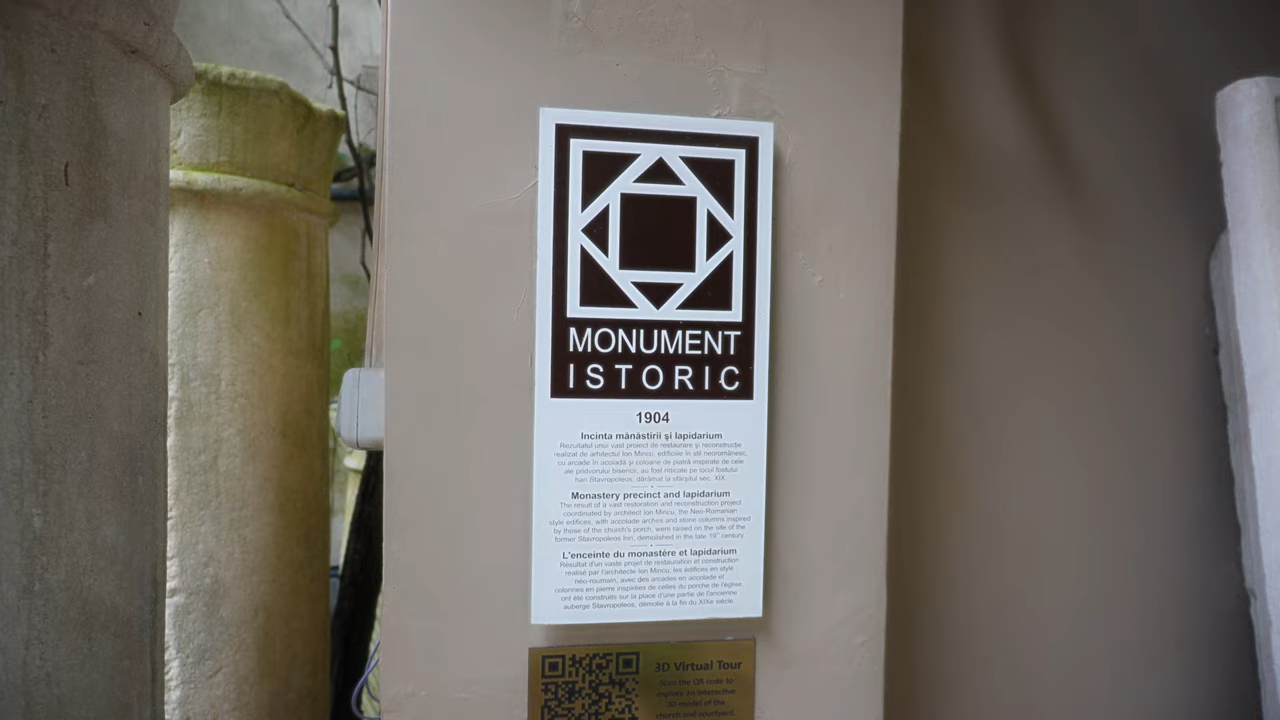 MONUMENT
ISTORIC
1904
Incinta mănăstirii şi lapidarium
Rezultatul unui vast proiect de restaurare şi reconstrucţie
realizat de arhitectul Ion Mincu, edificiile în stil neoromânesc,
cu arcade în acoladă şi coloane de piatră inspirate de cele
ale pridvorului bisericii, au fost ridicate pe locul fostului
han Stavropoleos, dărâmat la sfârşitul sec. XIX.
Monastery precinct and lapidarium
The result of a vast restoration and reconstruction project
coordinated by architect Ion Mincu, the Neo-Romanian
style edifices, with accolade arches and stone columns inspired
by those of the church's porch, were raised on the site of the
former Stavropoleos Inn, demolished in the late 19th century
L'enceinte du monastère et lapidarium
Résultat d'un vaste projet de restauration et construction
réalisé par l'architecte Ion Mincu, les édifices en style
néo-roumain, avec des arcades en accolade et
colonnes en pierre inspirées de celles du porche de l'église,
ont été construits sur la place d'une partie de l'ancienne
auberge Stavropoleos, démolie à la fin du XIXe siècle.
3D Virtual Tour
Scan the QR code to
explore an interactive
3D model of the
church and courtyard